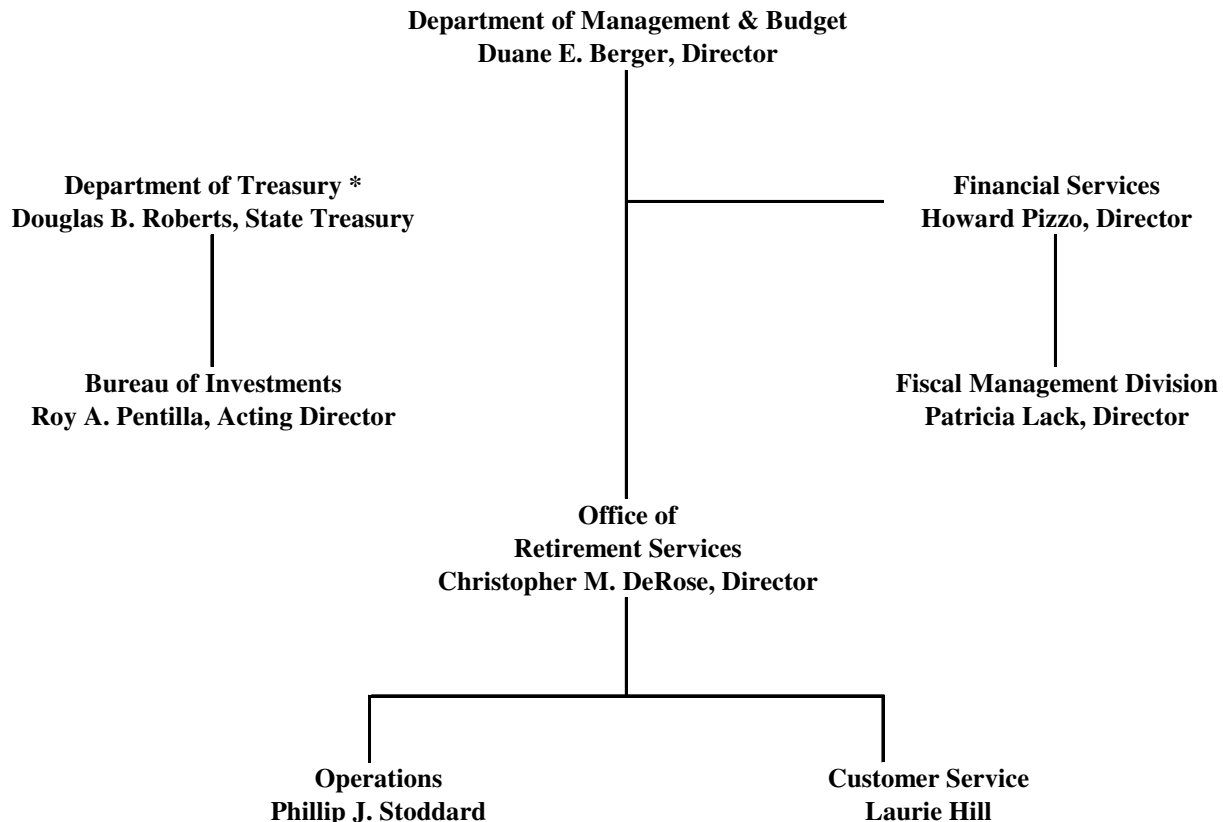 Department of Management & Budget
Duane E. Berger, Director
Department of Treasury *
Douglas B. Roberts, State Treasury
Financial Services
Howard Pizzo, Director
Bureau of Investments
Roy A. Pentilla, Acting Director
Fiscal Management Division
Patricia Lack, Director
Office of
Retirement Services
Christopher M. DeRose, Director
Operations
Phillip J. Stoddard
Customer Service
Laurie Hill